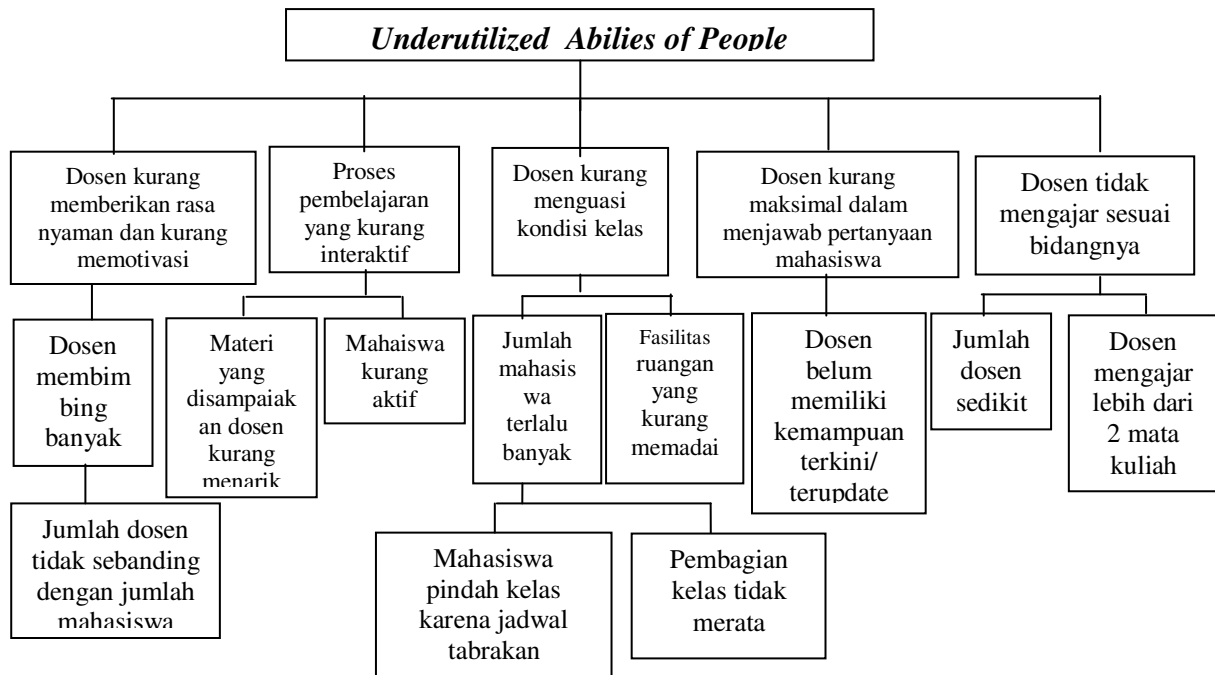 Underutilized Abilies of People
Dosen kurang
memberikan rasa
nyaman dan kurang
memotivasi
Proses
pembelajaran
yang kurang
interaktif
Dosen kurang
menguasi
kondisi kelas
Dosen kurang
maksimal dalam
menjawab pertanyaan
mahasiswa
Dosen tidak
mengajar sesuai
bidangnya
Dosen
membim
bing
banyak
Materi
yang
disampaiak
an dosen
kurang
menarik
Mahaiswa
kurang
aktif
Jumlah
mahasis
wa
terlalu
banyak
Fasilitas
ruangan
yang
kurang
memadai
Dosen
belum
memiliki
kemampuan
terkini/
terupdate
Jumlah
dosen
sedikit
Dosen
mengajar
lebih dari
2 mata
kuliah
Jumlah dosen
tidak sebanding
dengan jumlah
mahasiswa
Mahasiswa
pindah kelas
karena jadwal
tabrakan
Pembagian
kelas tidak
merata